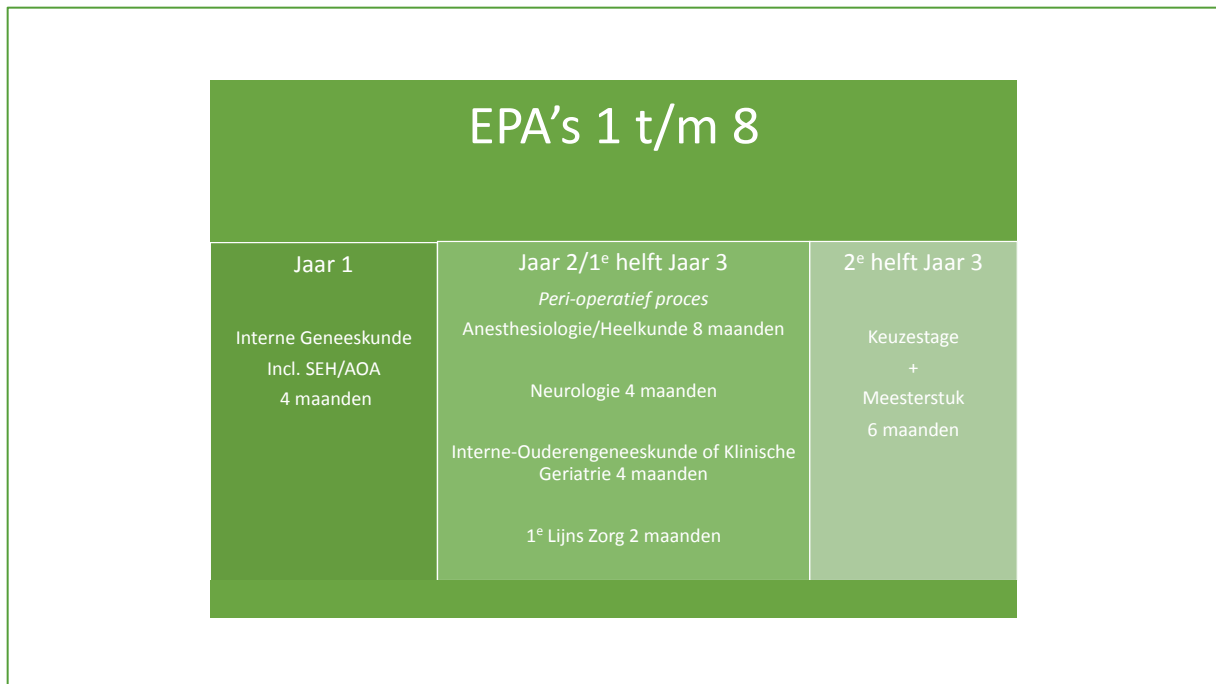 EPA’s 1 t/m 8
Jaar 1
Interne Geneeskunde
Incl. SEH/AOA
4 maanden
Jaar 2/1e helft Jaar 3
Peri-operatief proces
Anesthesiologie/Heelkunde 8 maanden
Neurologie 4 maanden
Interne-Ouderengeneeskunde of Klinische
Geriatrie 4 maanden
1e Lijns Zorg 2 maanden
2e helft Jaar 3
Keuzestage
+
Meesterstuk
6 maanden